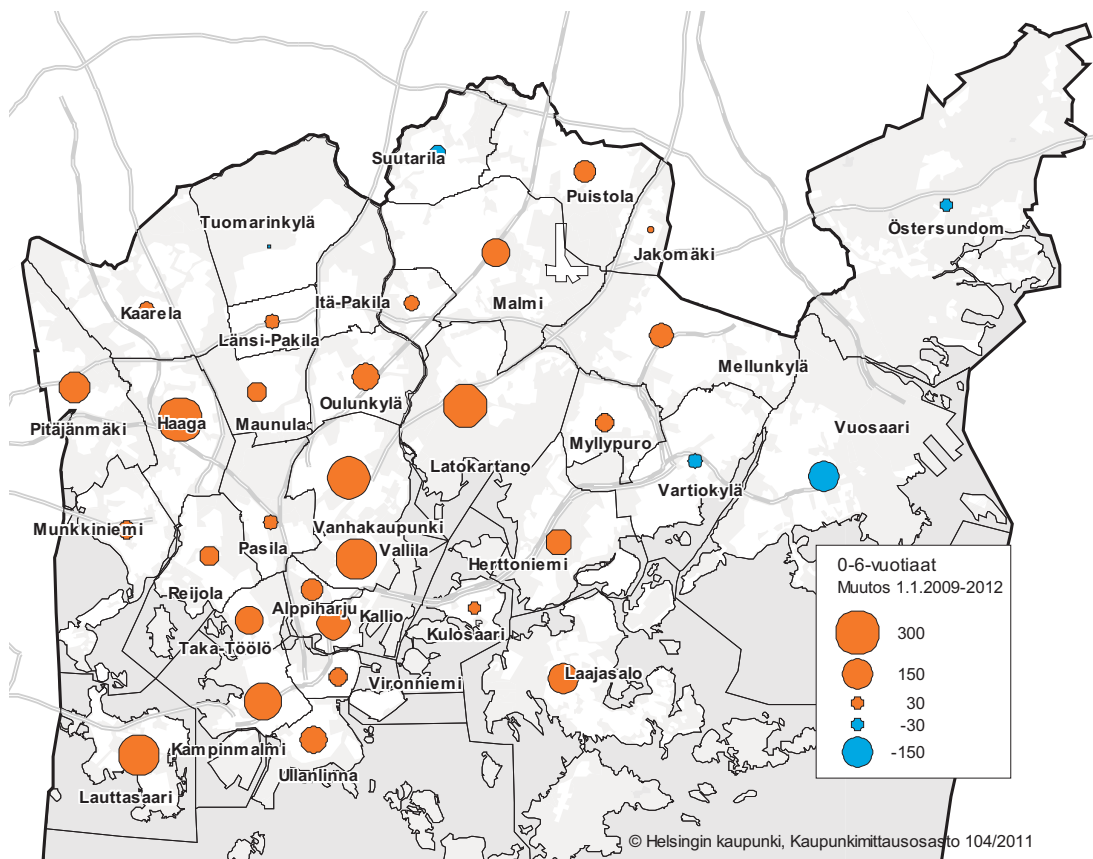 Suutarila
Puistola
Tuomarinkylä
Östersundom
Jakomäki
Itä-Pakila
Malmi
Kaarela
Länsi-Pakila
Mellunkylä
Oulunkylä
Maunula
Haaga
Pitäjänmäki
Vuosaari
Myllypuro
Latokartano
Vartiokylä
Munkkiniemi
Vanhakaupunki
Pasila
Vallila
Herttoniemi
Reijola
Alppiharju
Kallio
Kulosaari
Taka-Töölö
Laajasalo
Vironniemi
Kampinmalmi
Ullanlinna
Lauttasaari
0-6-vuotiaat
Muutos 1.1.2009-2012
300
150
30
-30
-150
© Helsingin kaupunki, Kaupunkimittausosasto 104/2011